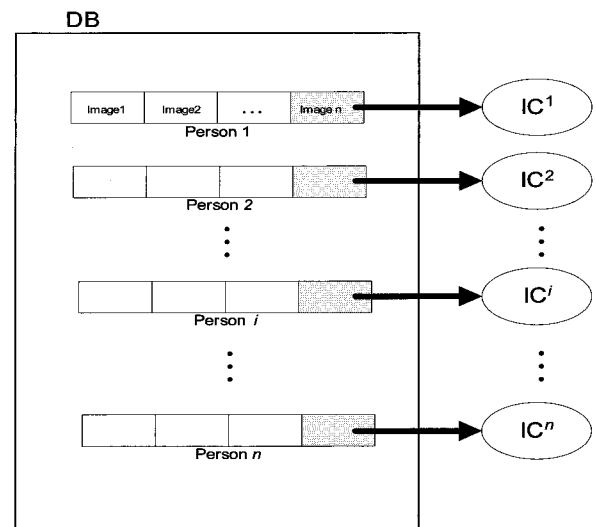 DB
Image1 Image2 ... Image n IC¹
Person 1
IC²
Person 2
ICⁱ
Person i
ICⁿ
Person n